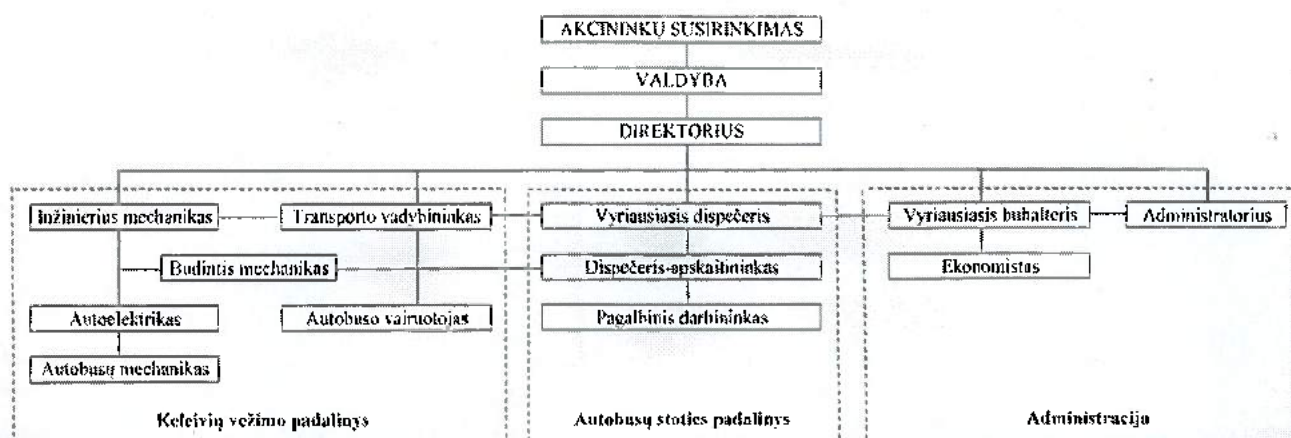 AKCININKŲ SUSIRINKIMAS
VALDYBA
DIREKTORIUS
Inžinierius mechanikas
Transporto vadybininkas
Vyriausiasis dispečeris
Vyriausiasis buhalteris
Administratorius
Budintis mechanikas
Dispečeris-apskaitininkas
Ekonomistas
Autoelektrikas
Autobuso vairuotojas
Pagalbinis darbininkas
Autobusų mechanikas
Keleivių vežimo padalinys
Autobusų stoties padalinys
Administracija